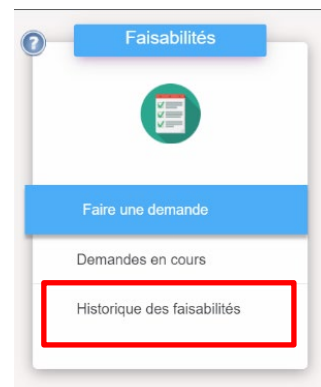 ?
Faisabilités
Faire une demande
Demandes en cours
Historique des faisabilités